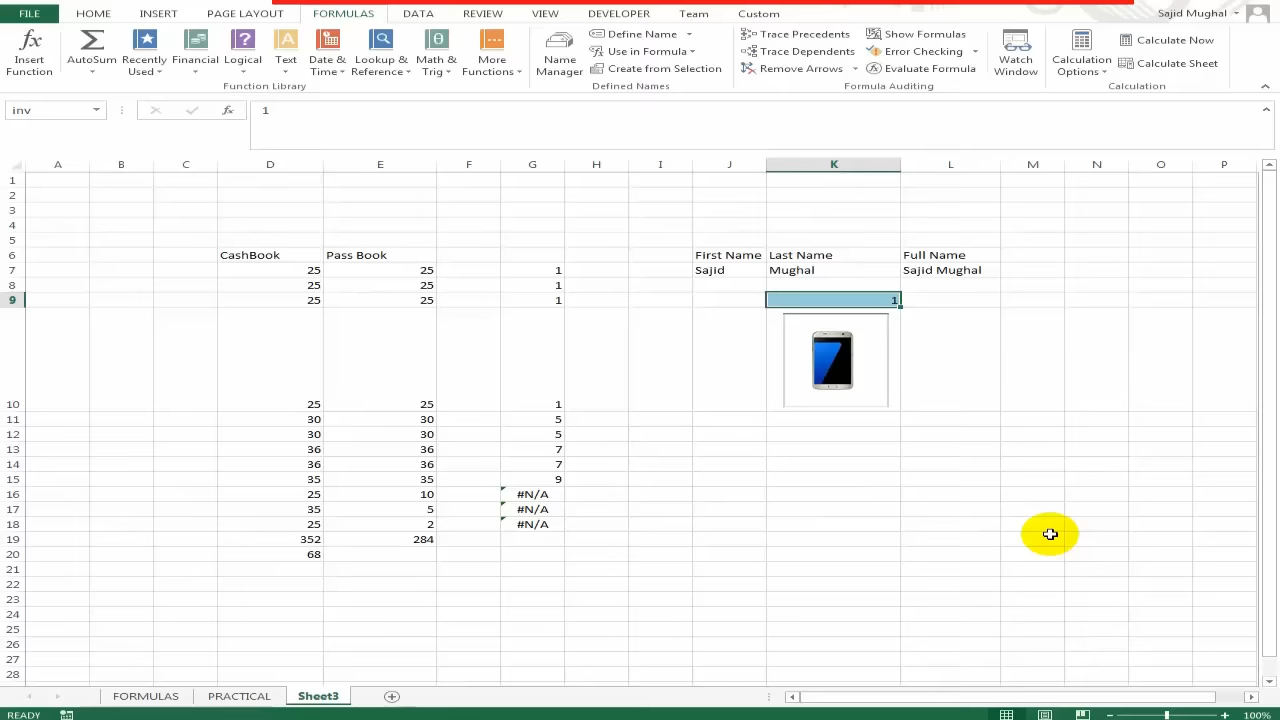 FILE HOME INSERT PAGE LAYOUT FORMULAS DATA REVIEW VIEW DEVELOPER Team Custom Sajid Mughal
Insert Function
AutoSum
Recently Used
Financial
Logical
Text
Date & Time
Lookup & Reference
Math & Trig
More Functions
Function Library
Name Manager
Define Name
Use in Formula
Create from Selection
Defined Names
Trace Precedents
Trace Dependents
Remove Arrows
Show Formulas
Error Checking
Evaluate Formula
Formula Auditing
Watch Window
Calculation Options
Calculate Now
Calculate Sheet
Calculation
inv fx 1
A B C D E F G H I J K L M N O P
1
2
3
4
5
6 CashBook Pass Book First Name Last Name Full Name
7 25 25 1 Sajid Mughal Sajid Mughal
8 25 25 1
9 25 25 1 1
10 25 25 1
11 30 30 5
12 30 30 5
13 36 36 7
14 36 36 7
15 35 35 9
16 25 10 #N/A
17 35 5 #N/A
18 25 2 #N/A
19 352 284
20 68
21
22
23
24
25
26
27
28
FORMULAS PRACTICAL Sheet3
READY 100%